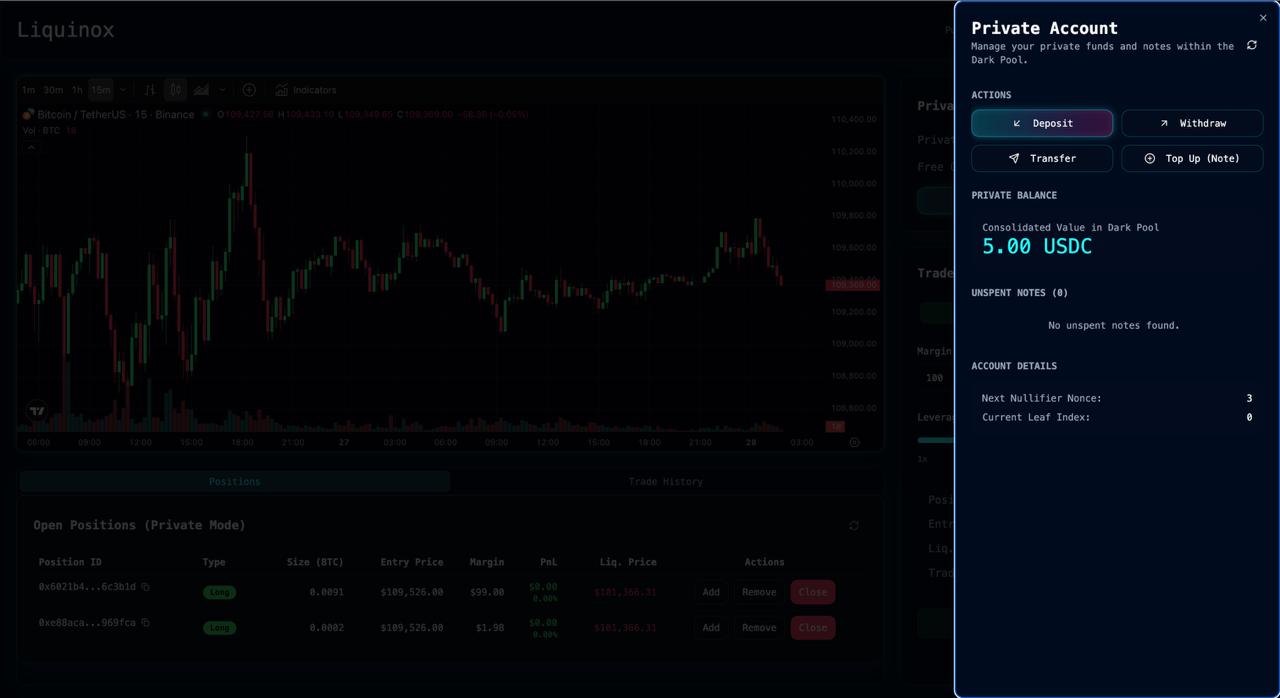 Liquinox
1m 30m 1h 15m Indicators
Bitcoin / TetherUS · 15 · Binance O109,427.56 H109,433.10 L109,349.65 C109,369.00 −58.56 (−0.05%)
Vol · BTC 18
110,400.00
110,200.00
110,000.00
109,800.00
109,600.00
109,400.00
109,369.00
109,200.00
109,000.00
108,800.00
108,600.00
18
06:00 09:00 12:00 15:00 18:00 21:00 27 03:00 06:00 09:00 12:00 15:00 18:00 21:00 28 03:00
Positions Trade History
Open Positions (Private Mode)
Position ID Type Size (BTC) Entry Price Margin PnL Liq. Price Actions
0x6021b4...6c3b1d Long 0.0091 $109,526.00 $99.00 $0.00 $101,366.31 Add Remove Close
0.00%
0xe88aca...969fca Long 0.0002 $109,526.00 $1.98 $0.00 $101,366.31 Add Remove Close
0.00%
Priva
Privat
Free C
Trade
Margin
100
Levera
1x
Posi
Entr
Liq.
Trad
Private Account
Manage your private funds and notes within the
Dark Pool.
ACTIONS
Deposit Withdraw
Transfer Top Up (Note)
PRIVATE BALANCE
Consolidated Value in Dark Pool
5.00 USDC
UNSPENT NOTES (0)
No unspent notes found.
ACCOUNT DETAILS
Next Nullifier Nonce: 3
Current Leaf Index: 0